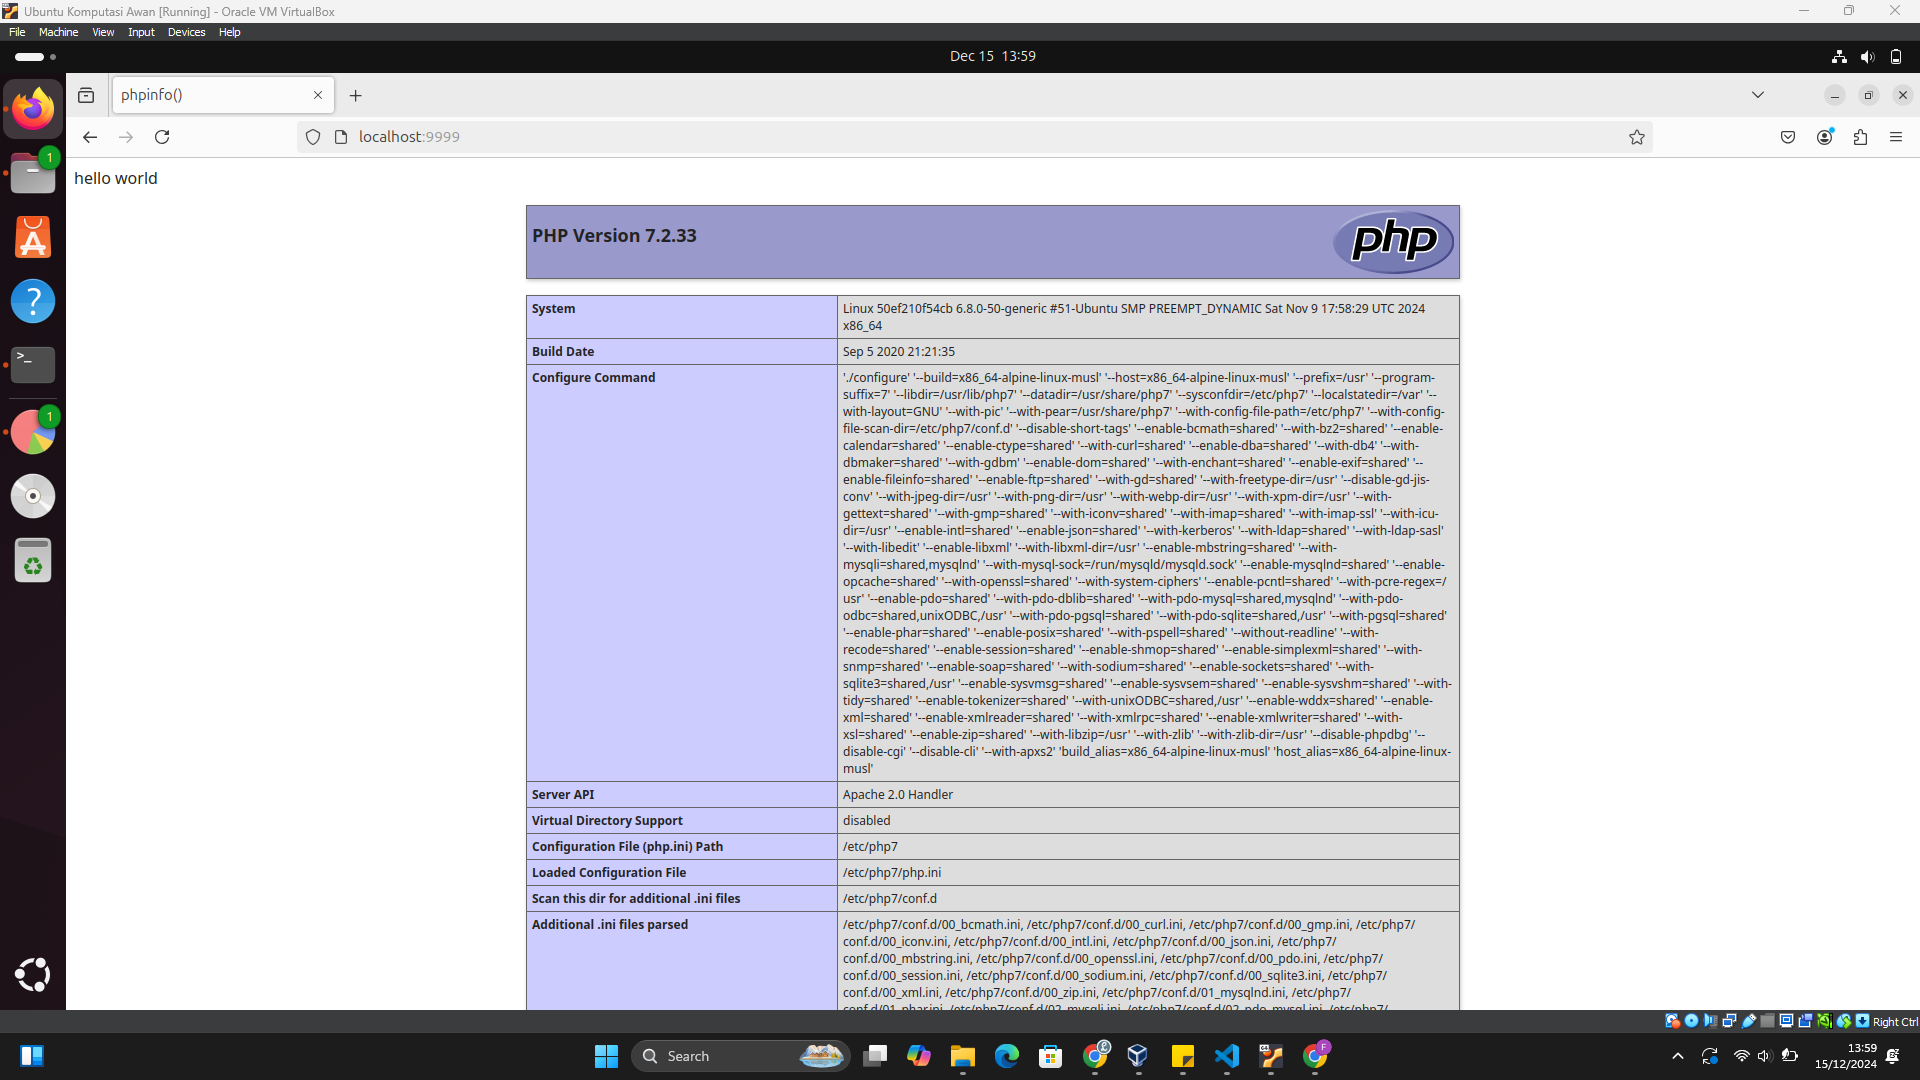 Ubuntu Komputasi Awan [Running] - Oracle VM VirtualBox
File Machine View Input Devices Help
Dec 15 13:59
phpinfo()
localhost:9999
1
hello world
PHP Version 7.2.33
php
System
Linux 50ef210f54cb 6.8.0-50-generic #51-Ubuntu SMP PREEMPT_DYNAMIC Sat Nov 9 17:58:29 UTC 2024
x86_64
Build Date
Sep 5 2020 21:21:35
Configure Command
'./configure' '--build=x86_64-alpine-linux-musl' '--host=x86_64-alpine-linux-musl' '--prefix=/usr' '--program-
suffix=7' '--libdir=/usr/lib/php7' '--datadir=/usr/share/php7' '--sysconfdir=/etc/php7' '--localstatedir=/var' '--
with-layout=GNU' '--with-pic' '--with-pear=/usr/share/php7' '--with-config-file-path=/etc/php7' '--with-config-
file-scan-dir=/etc/php7/conf.d' '--disable-short-tags' '--enable-bcmath=shared' '--with-bz2=shared' '--enable-
calendar=shared' '--enable-ctype=shared' '--with-curl=shared' '--enable-dba=shared' '--with-db4' '--with-
dbmaker=shared' '--with-gdbm' '--enable-dom=shared' '--with-enchant=shared' '--enable-exif=shared' '--
enable-fileinfo=shared' '--enable-ftp=shared' '--with-gd=shared' '--with-freetype-dir=/usr' '--disable-gd-jis-
conv' '--with-jpeg-dir=/usr' '--with-png-dir=/usr' '--with-webp-dir=/usr' '--with-xpm-dir=/usr' '--with-
gettext=shared' '--with-gmp=shared' '--with-iconv=shared' '--with-imap=shared' '--with-imap-ssl' '--with-icu-
dir=/usr' '--enable-intl=shared' '--enable-json=shared' '--with-kerberos' '--with-ldap=shared' '--with-ldap-sasl'
'--with-libedit' '--enable-libxml' '--with-libxml-dir=/usr' '--enable-mbstring=shared' '--with-
mysqli=shared,mysqlnd' '--with-mysql-sock=/run/mysqld/mysqld.sock' '--enable-mysqlnd=shared' '--enable-
opcache=shared' '--with-openssl=shared' '--with-system-ciphers' '--enable-pcntl=shared' '--with-pcre-regex=/
usr' '--enable-pdo=shared' '--with-pdo-dblib=shared' '--with-pdo-mysql=shared,mysqlnd' '--with-pdo-
odbc=shared,unixODBC,/usr' '--with-pdo-pgsql=shared' '--with-pdo-sqlite=shared,/usr' '--with-pgsql=shared'
'--enable-phar=shared' '--enable-posix=shared' '--with-pspell=shared' '--without-readline' '--with-
recode=shared' '--enable-session=shared' '--enable-shmop=shared' '--enable-simplexml=shared' '--with-
snmp=shared' '--enable-soap=shared' '--with-sodium=shared' '--enable-sockets=shared' '--with-
sqlite3=shared,/usr' '--enable-sysvmsg=shared' '--enable-sysvsem=shared' '--enable-sysvshm=shared' '--with-
tidy=shared' '--enable-tokenizer=shared' '--with-unixODBC=shared,/usr' '--enable-wddx=shared' '--enable-
xml=shared' '--enable-xmlreader=shared' '--with-xmlrpc=shared' '--enable-xmlwriter=shared' '--with-
xsl=shared' '--enable-zip=shared' '--with-libzip=/usr' '--with-zlib' '--with-zlib-dir=/usr' '--disable-phpdbg' '--
disable-cgi' '--disable-cli' '--with-apxs2' 'build_alias=x86_64-alpine-linux-musl' 'host_alias=x86_64-alpine-linux-
musl'
Server API
Apache 2.0 Handler
Virtual Directory Support
disabled
Configuration File (php.ini) Path
/etc/php7
Loaded Configuration File
/etc/php7/php.ini
Scan this dir for additional .ini files
/etc/php7/conf.d
Additional .ini files parsed
/etc/php7/conf.d/00_bcmath.ini, /etc/php7/conf.d/00_curl.ini, /etc/php7/conf.d/00_gmp.ini, /etc/php7/
conf.d/00_iconv.ini, /etc/php7/conf.d/00_intl.ini, /etc/php7/conf.d/00_json.ini, /etc/php7/
conf.d/00_mbstring.ini, /etc/php7/conf.d/00_openssl.ini, /etc/php7/conf.d/00_pdo.ini, /etc/php7/
conf.d/00_session.ini, /etc/php7/conf.d/00_sodium.ini, /etc/php7/conf.d/00_sqlite3.ini, /etc/php7/
conf.d/00_xml.ini, /etc/php7/conf.d/00_zip.ini, /etc/php7/conf.d/01_mysqlnd.ini, /etc/php7/
conf.d/01_phar.ini, /etc/php7/conf.d/02_mysqli.ini, /etc/php7/conf.d/02_pdo_mysql.ini, /etc/php7/
1
Right Ctrl
Search
F
13:59
15/12/2024